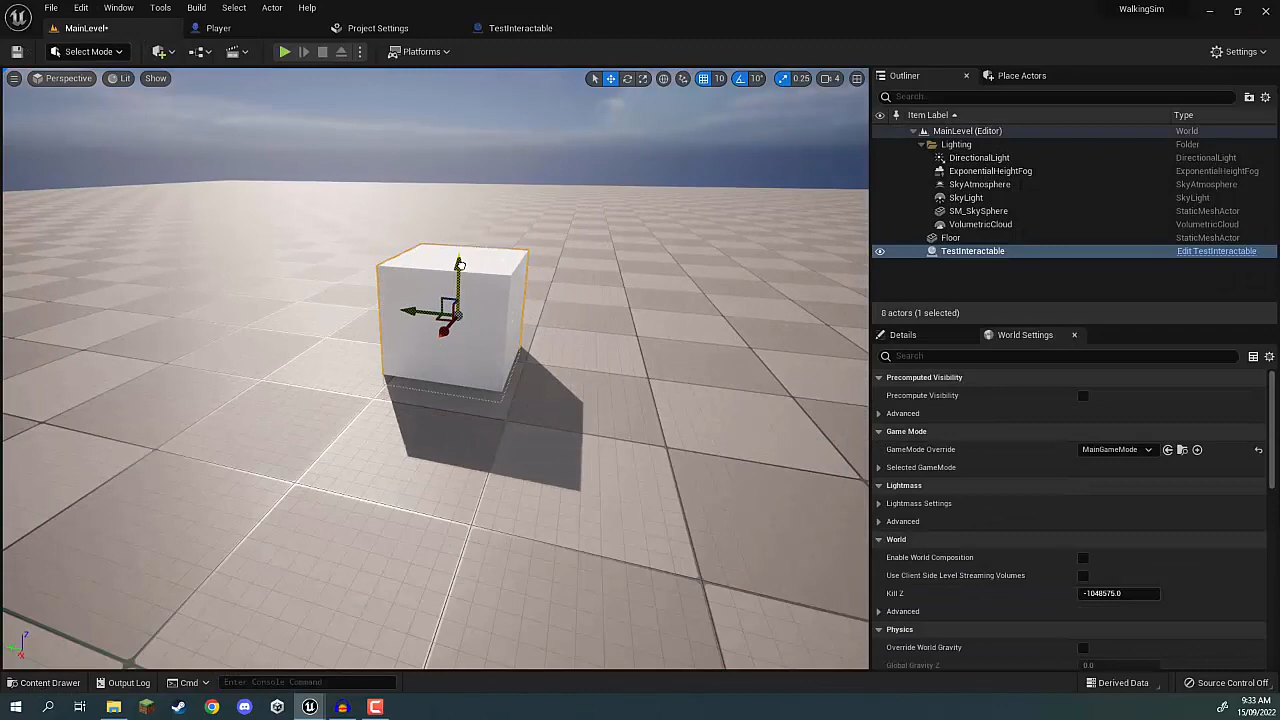 File Edit Window Tools Build Select Actor Help
WalkingSim
MainLevel• Player Project Settings TestInteractable
Select Mode Platforms Settings
Perspective Lit Show 10 10° 0.25 4
Outliner Place Actors
Search...
Item Label Type
MainLevel (Editor) World
Lighting Folder
DirectionalLight DirectionalLight
ExponentialHeightFog ExponentialHeightFog
SkyAtmosphere SkyAtmosphere
SkyLight SkyLight
SM_SkySphere StaticMeshActor
VolumetricCloud VolumetricCloud
Floor StaticMeshActor
TestInteractable Edit TestInteractable
8 actors (1 selected)
Details World Settings
Search
Precomputed Visibility
Precompute Visibility
Advanced
Game Mode
GameMode Override MainGameMode
Selected GameMode
Lightmass
Lightmass Settings
Advanced
World
Enable World Composition
Use Client Side Level Streaming Volumes
Kill Z -1048575.0
Advanced
Physics
Override World Gravity
Global Gravity Z 0.0
Z
X
Content Drawer Output Log Cmd Enter Console Command Derived Data Source Control Off
9:33 AM
15/09/2022